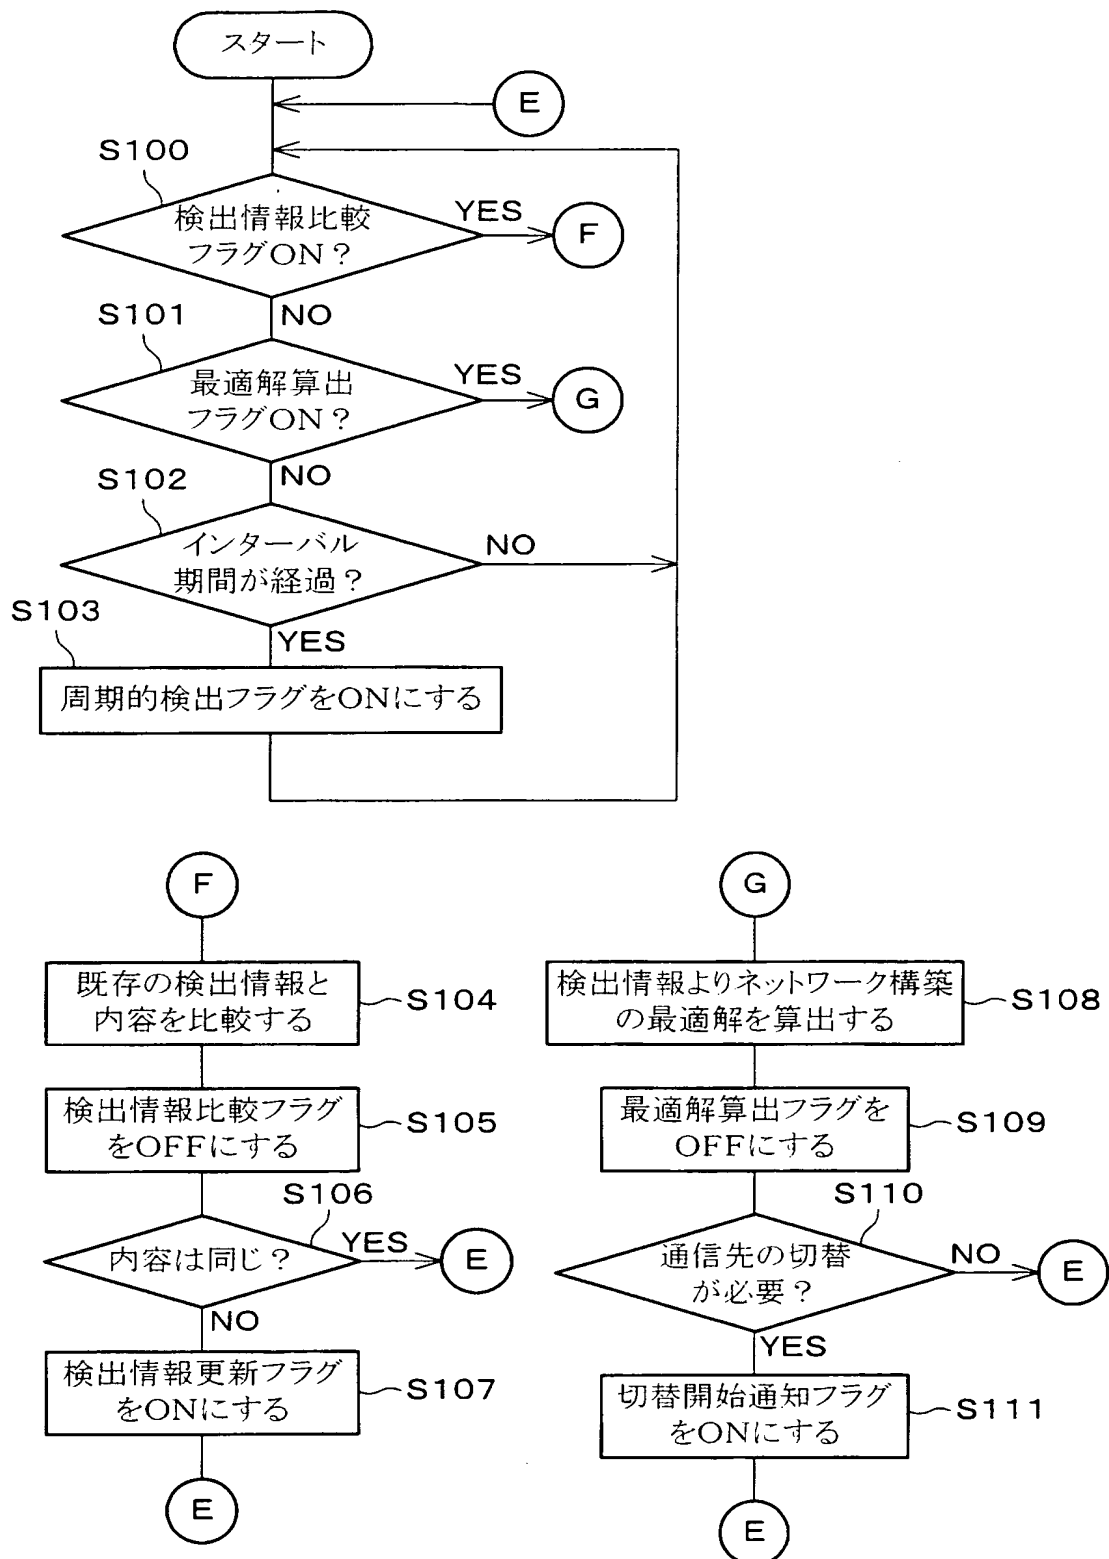 スタート
E
S100
検出情報比較
フラグON?
YES
F
NO
S101
最適解算出
フラグON?
YES
G
NO
S102
インターバル
期間が経過?
NO
S103
YES
周期的検出フラグをONにする
F
既存の検出情報と
内容を比較する
S104
検出情報比較フラグ
をOFFにする
S105
S106
内容は同じ?
YES
E
NO
検出情報更新フラグ
をONにする
S107
E
G
検出情報よりネットワーク構築
の最適解を算出する
S108
最適解算出フラグを
OFFにする
S109
S110
通信先の切替
が必要?
NO
E
YES
切替開始通知フラグ
をONにする
S111
E